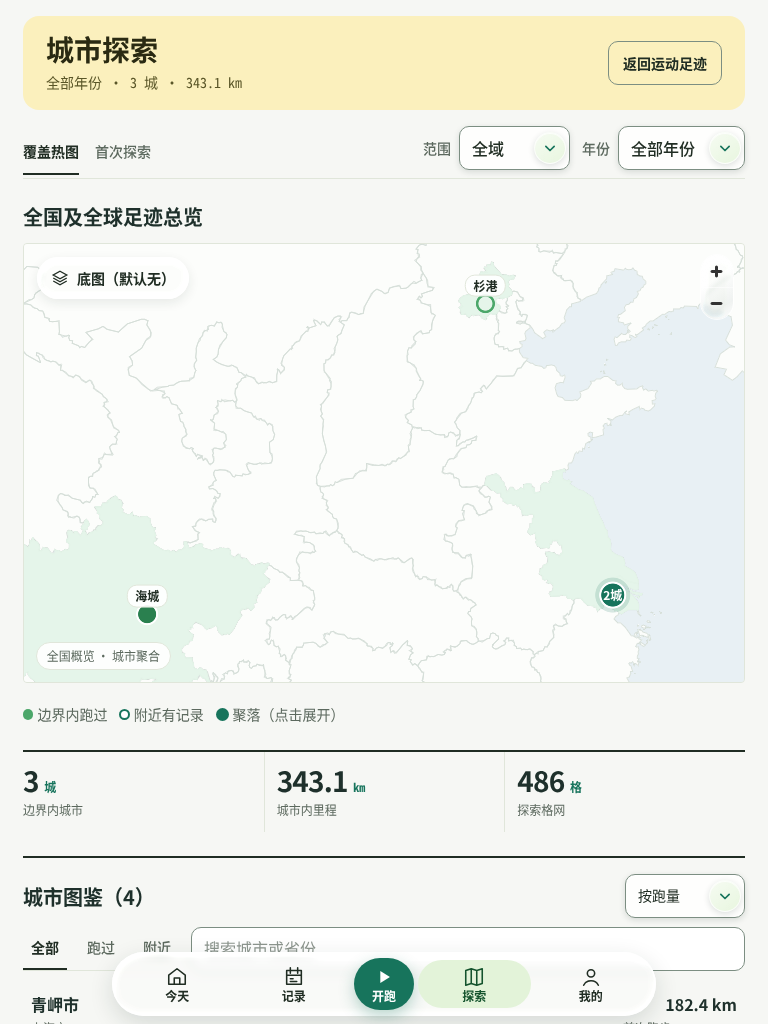 城市探索
全部年份 · 3 城 · 343.1 km
返回运动足迹
覆盖热图
首次探索
范围
全域
年份
全部年份
全国及全球足迹总览
底图（默认无）
+
−
杉港
海城
2城
全国概览 · 城市聚合
边界内跑过
附近有记录
聚落（点击展开）
3 城
边界内城市
343.1 km
城市内里程
486 格
探索格网
城市图鉴（4）
按跑量
全部
跑过
附近
搜索城市或省份
今天
记录
开跑
探索
我的
青岬市
182.4 km